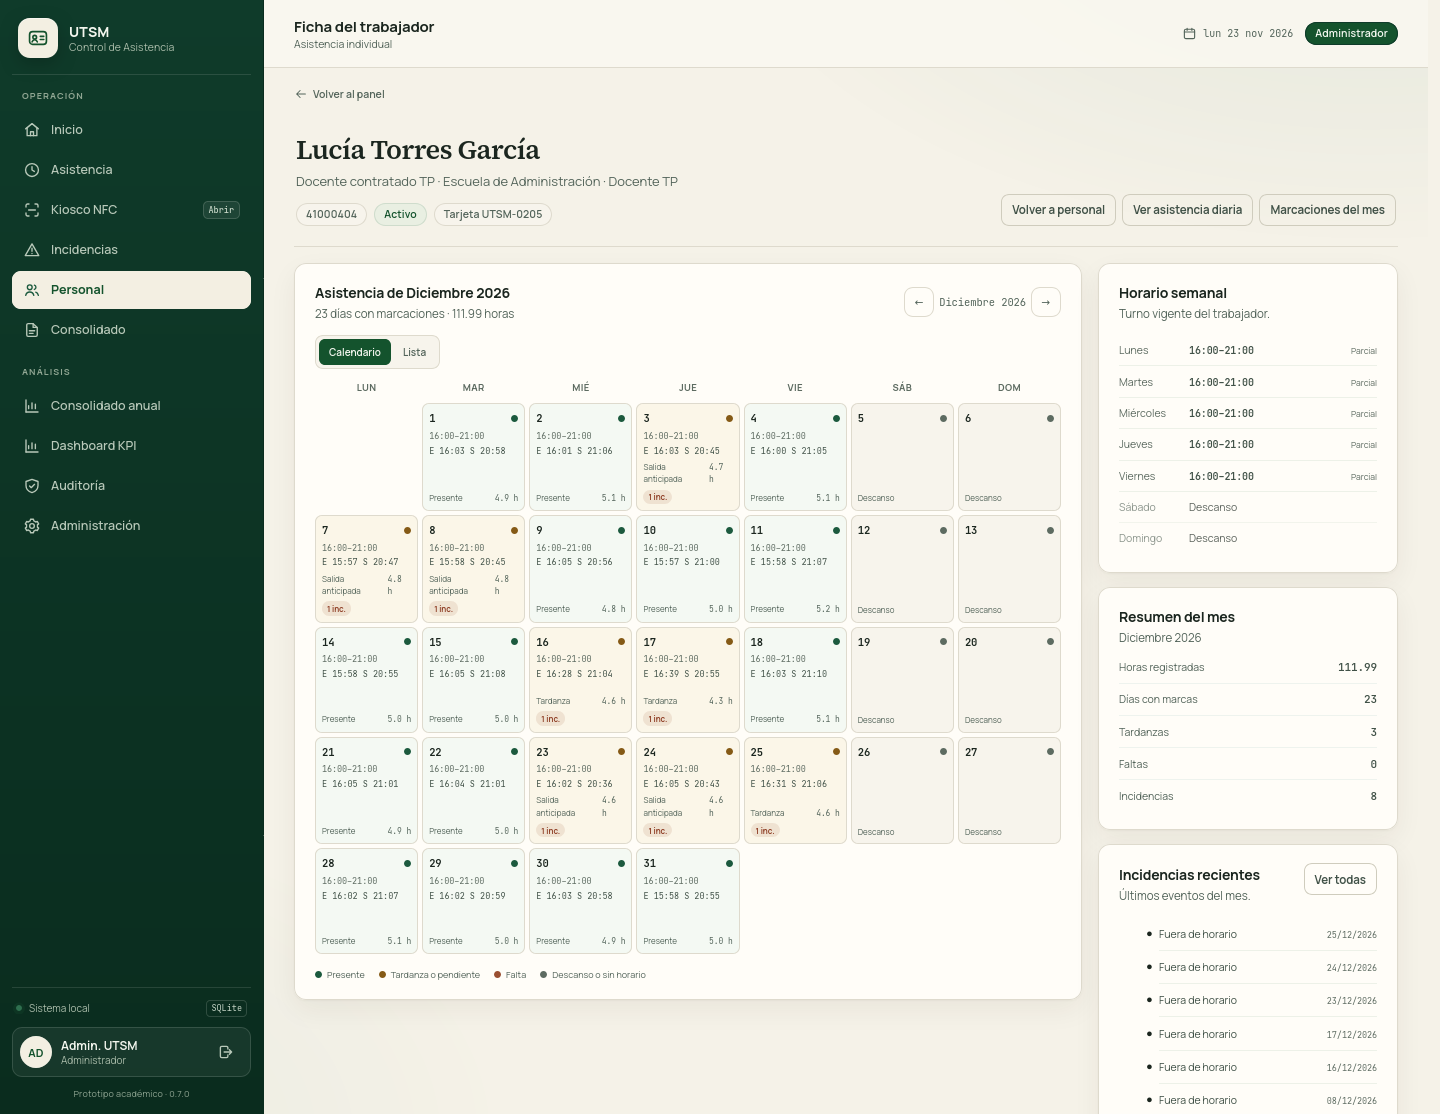 UTSM
Control de Asistencia
OPERACIÓN
Inicio
Asistencia
Kiosco NFC
Abrir
Incidencias
Personal
Consolidado
ANÁLISIS
Consolidado anual
Dashboard KPI
Auditoría
Administración
Sistema local
SQLite
AD
Admin. UTSM
Administrador
Prototipo académico · 0.7.0
Ficha del trabajador
Asistencia individual
lun 23 nov 2026
Administrador
← Volver al panel
Lucía Torres García
Docente contratado TP · Escuela de Administración · Docente TP
41000404
Activo
Tarjeta UTSM-0205
Volver a personal
Ver asistencia diaria
Marcaciones del mes
Asistencia de Diciembre 2026
23 días con marcaciones · 111.99 horas
← Diciembre 2026 →
Calendario
Lista
LUN MAR MIÉ JUE VIE SÁB DOM
1
16:00–21:00
E 16:03 S 20:58
Presente 4.9 h
2
16:00–21:00
E 16:01 S 21:06
Presente 5.1 h
3
16:00–21:00
E 16:03 S 20:45
Salida anticipada 4.7 h
1 inc.
4
16:00–21:00
E 16:00 S 21:05
Presente 5.1 h
5
Descanso
6
Descanso
7
16:00–21:00
E 15:57 S 20:47
Salida anticipada 4.8 h
1 inc.
8
16:00–21:00
E 15:58 S 20:45
Salida anticipada 4.8 h
1 inc.
9
16:00–21:00
E 16:05 S 20:56
Presente 4.8 h
10
16:00–21:00
E 15:57 S 21:00
Presente 5.0 h
11
16:00–21:00
E 15:58 S 21:07
Presente 5.2 h
12
Descanso
13
Descanso
14
16:00–21:00
E 15:58 S 20:55
Presente 5.0 h
15
16:00–21:00
E 16:05 S 21:08
Presente 5.0 h
16
16:00–21:00
E 16:28 S 21:04
Tardanza 4.6 h
1 inc.
17
16:00–21:00
E 16:39 S 20:55
Tardanza 4.3 h
1 inc.
18
16:00–21:00
E 16:03 S 21:10
Presente 5.1 h
19
Descanso
20
Descanso
21
16:00–21:00
E 16:05 S 21:01
Presente 4.9 h
22
16:00–21:00
E 16:04 S 21:01
Presente 5.0 h
23
16:00–21:00
E 16:02 S 20:36
Salida anticipada 4.6 h
1 inc.
24
16:00–21:00
E 16:05 S 20:43
Salida anticipada 4.6 h
1 inc.
25
16:00–21:00
E 16:31 S 21:06
Tardanza 4.6 h
1 inc.
26
Descanso
27
Descanso
28
16:00–21:00
E 16:02 S 21:07
Presente 5.1 h
29
16:00–21:00
E 16:02 S 20:59
Presente 5.0 h
30
16:00–21:00
E 16:03 S 20:58
Presente 4.9 h
31
16:00–21:00
E 15:58 S 20:55
Presente 5.0 h
Presente
Tardanza o pendiente
Falta
Descanso o sin horario
Horario semanal
Turno vigente del trabajador.
Lunes 16:00–21:00 Parcial
Martes 16:00–21:00 Parcial
Miércoles 16:00–21:00 Parcial
Jueves 16:00–21:00 Parcial
Viernes 16:00–21:00 Parcial
Sábado Descanso
Domingo Descanso
Resumen del mes
Diciembre 2026
Horas registradas 111.99
Días con marcas 23
Tardanzas 3
Faltas 0
Incidencias 8
Incidencias recientes
Ver todas
Últimos eventos del mes.
Fuera de horario 25/12/2026
Fuera de horario 24/12/2026
Fuera de horario 23/12/2026
Fuera de horario 17/12/2026
Fuera de horario 16/12/2026
Fuera de horario 08/12/2026